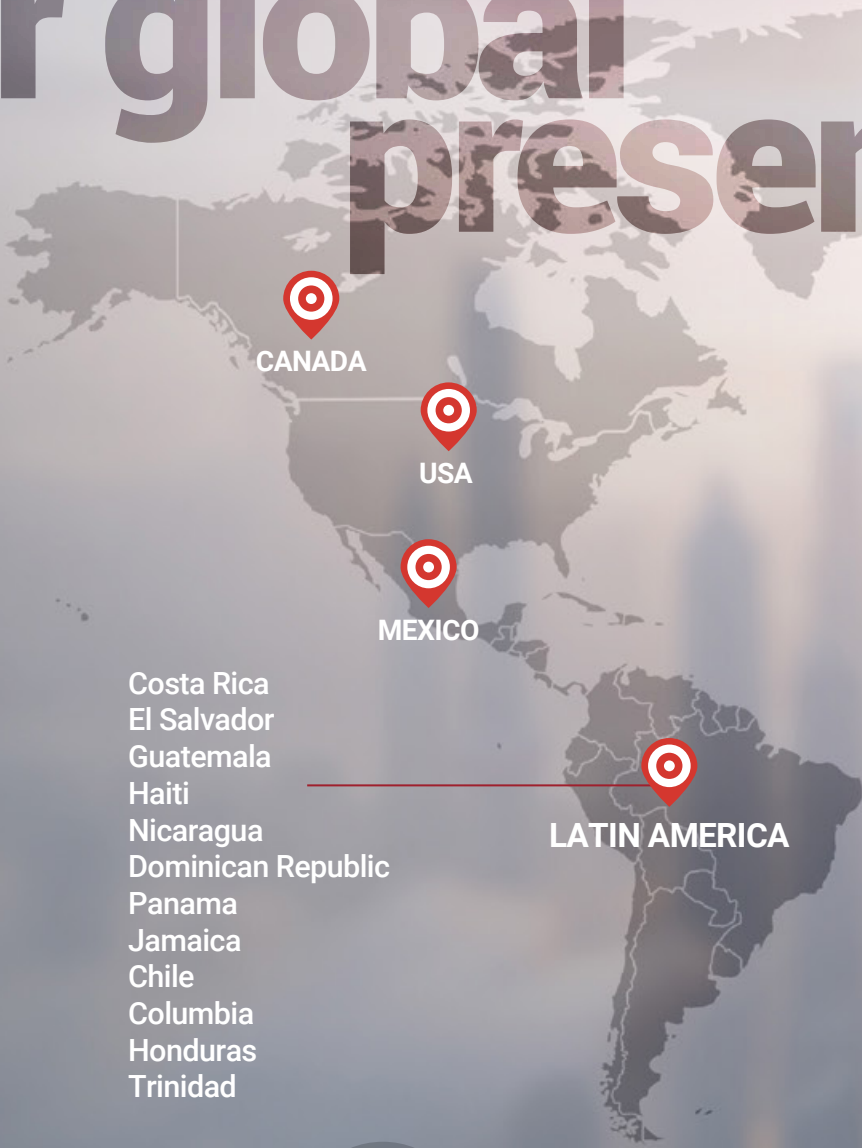 r global
presen
CANADA
USA
MEXICO
Costa Rica
El Salvador
Guatemala
Haiti
Nicaragua
Dominican Republic
Panama
Jamaica
Chile
Columbia
Honduras
Trinidad
LATIN AMERICA